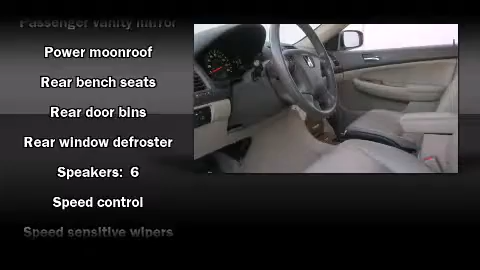 Passenger vanity mirror
Power moonroof
Rear bench seats
Rear door bins
Rear window defroster
Speakers: 6
Speed control
Speed sensitive wipers